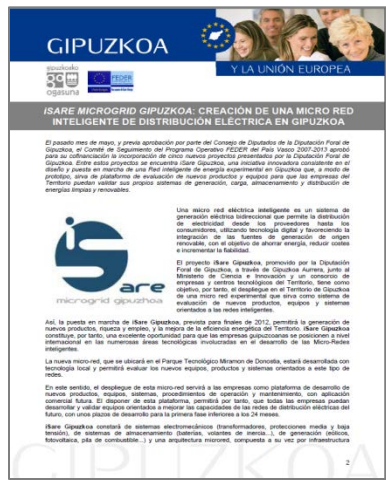 GIPUZKOA
Y LA UNIÓN EUROPEA
gipuzkoako
ogasuna
FEDER
ISARE MICROGRID GIPUZKOA: CREACIÓN DE UNA MICRO RED
INTELIGENTE DE DISTRIBUCIÓN ELÉCTRICA EN GIPUZKOA
El pasado mes de mayo, y previa aprobación por parte del Consejo de Diputados de la Diputación Foral de
Gipuzkoa, el Comité de Seguimiento del Programa Operativo FEDER del País Vasco 2007-2013 aprobó
para su cofinanciación la incorporación de cinco nuevos proyectos presentados por la Diputación Foral de
Gipuzkoa. Entre estos proyectos se encuentra iSare Gipuzkoa, una iniciativa innovadora consistente en el
diseño y puesta en marcha de una Red inteligente de energía experimental en Gipuzkoa que, a modo de
prototipo, sirva de plataforma de evaluación de nuevos productos y equipos para que las empresas del
Territorio puedan validar sus propios sistemas de generación, carga, almacenamiento y distribución de
energías limpias y renovables.
iSare
microgrid gipuzkoa
Una micro red eléctrica inteligente es un sistema de
generación eléctrica bidireccional que permite la distribución
de electricidad desde los proveedores hasta los
consumidores, utilizando tecnología digital y favoreciendo la
integración de las fuentes de generación de origen
renovable, con el objetivo de ahorrar energía, reducir costes
e incrementar la fiabilidad.
El proyecto iSare Gipuzkoa, promovido por la Diputación
Foral de Gipuzkoa, a través de Gipuzkoa Aurrera, junto al
Ministerio de Ciencia e Innovación y un consorcio de
empresas y centros tecnológicos del Territorio, tiene como
objetivo, por tanto, el despliegue en el Territorio de Gipuzkoa
de una micro red experimental que sirva como sistema de
evaluación de nuevos productos, equipos y sistemas
orientados a las redes inteligentes.
Así, la puesta en marcha de iSare Gipuzkoa, prevista para finales de 2012, permitirá la generación de
nuevos productos, riqueza y empleo, y la mejora de la eficiencia energética del Territorio. iSare Gipuzkoa
constituye, por tanto, una excelente oportunidad para que las empresas guipuzcoanas se posicionen a nivel
internacional en las numerosas áreas tecnológicas involucradas en el desarrollo de las Micro-Redes
inteligentes.
La nueva micro-red, que se ubicará en el Parque Tecnológico Miramon de Donostia, estará desarrollada con
tecnología local y permitirá evaluar los nuevos equipos, productos y sistemas orientados a este tipo de
redes.
En este sentido, el despliegue de esta micro-red servirá a las empresas como plataforma de desarrollo de
nuevos productos, equipos, sistemas, procedimientos de operación y mantenimiento, con aplicación
comercial futura. El disponer de esta plataforma, permitirá por tanto, que todas las empresas puedan
desarrollar y validar equipos orientados a mejorar las capacidades de las redes de distribución eléctricas del
futuro, con unos plazos de desarrollo para la primera fase inferiores a los 24 meses.
iSare Gipuzkoa constará de sistemas electromecánicos (transformadores, protecciones media y baja
tensión), de sistemas de almacenamiento (baterías, volantes de inercia...), de generación (eólicos,
fotovoltaica, pila de combustible...) y una arquitectura microred, compuesta a su vez por infraestructura
2